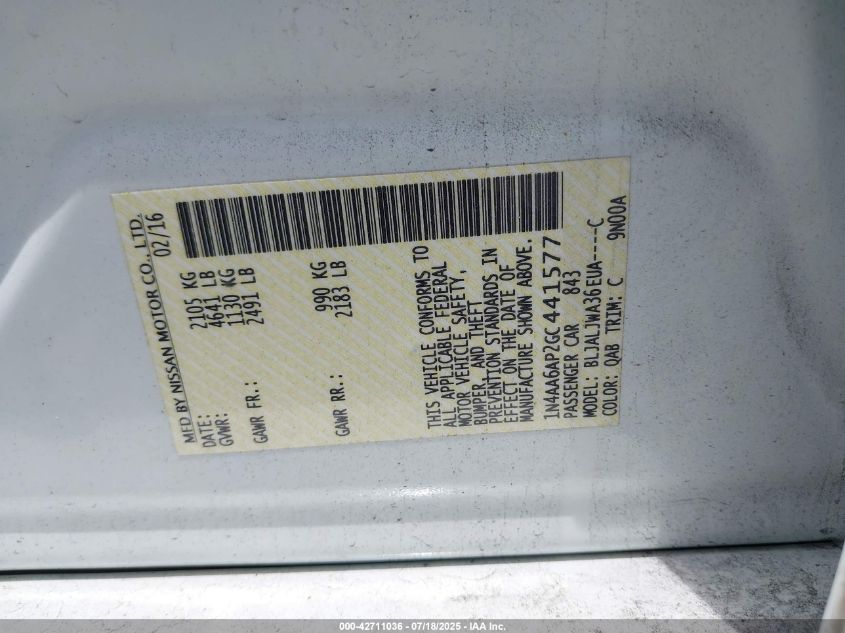 MFD BY NISSAN MOTOR CO., LTD.
DATE: 02/16
GVWR: 2105 KG
4641 LB
GAWR FR.: 1130 KG
2491 LB
GAWR RR.: 990 KG
2183 LB
THIS VEHICLE CONFORMS TO
ALL APPLICABLE FEDERAL
MOTOR VEHICLE SAFETY,
BUMPER, AND THEFT
PREVENTION STANDARDS IN
EFFECT ON THE DATE OF
MANUFACTURE SHOWN ABOVE.
1N4AA6AP2GC441577
PASSENGER CAR 843
MODEL: BLJALJWA36EUA----C
COLOR: QAB TRIM: C 9N00A
000-42711036 - 07/18/2025 - IAA Inc.